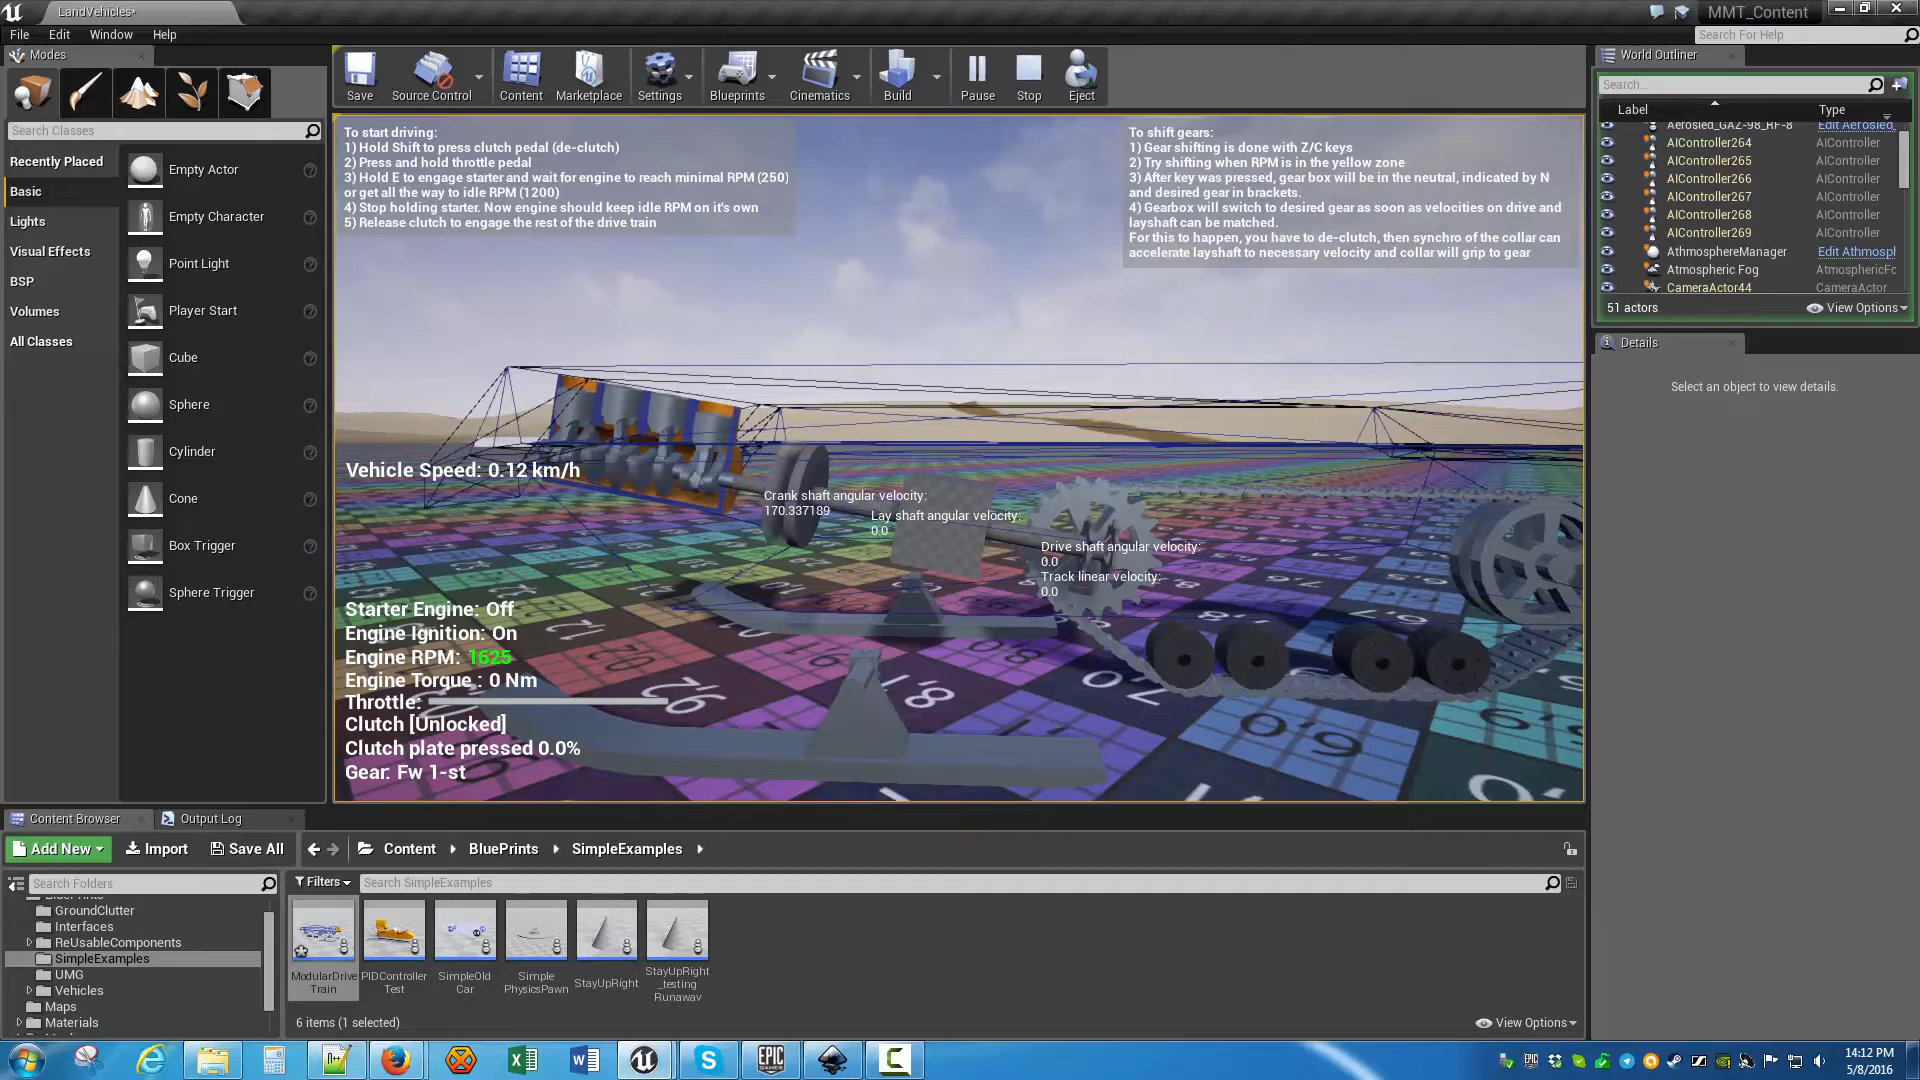 LandVehicles*
MMT_Content
File Edit Window Help
Search For Help
Modes
Search Classes
Recently Placed
Basic
Lights
Visual Effects
BSP
Volumes
All Classes
Empty Actor
Empty Character
Point Light
Player Start
Cube
Sphere
Cylinder
Cone
Box Trigger
Sphere Trigger
Save
Source Control
Content
Marketplace
Settings
Blueprints
Cinematics
Build
Pause
Stop
Eject
To start driving:
1) Hold Shift to press clutch pedal (de-clutch)
2) Press and hold throttle pedal
3) Hold E to engage starter and wait for engine to reach minimal RPM (250)
or get all the way to idle RPM (1200)
4) Stop holding starter. Now engine should keep idle RPM on it's own
5) Release clutch to engage the rest of the drive train
To shift gears:
1) Gear shifting is done with Z/C keys
2) Try shifting when RPM is in the yellow zone
3) After key was pressed, gear box will be in the neutral, indicated by N
and desired gear in brackets.
4) Gearbox will switch to desired gear as soon as velocities on drive and
layshaft can be matched.
For this to happen, you have to de-clutch, then synchro of the collar can
accelerate layshaft to necessary velocity and collar will grip to gear
Vehicle Speed: 0.12 km/h
Crank shaft angular velocity:
170.337189
Lay shaft angular velocity:
0.0
Drive shaft angular velocity:
0.0
Track linear velocity:
0.0
Starter Engine: Off
Engine Ignition: On
Engine RPM: 1625
Engine Torque : 0 Nm
Throttle:
Clutch [Unlocked]
Clutch plate pressed 0.0%
Gear: Fw 1-st
World Outliner
Search...
Label Type
Aerosled_GAZ-98_RF-8 Edit Aerosled_
AIController264 AIController
AIController265 AIController
AIController266 AIController
AIController267 AIController
AIController268 AIController
AIController269 AIController
AthmosphereManager Edit Athmospl
Atmospheric Fog AtmosphericFc
CameraActor44 CameraActor
51 actors
View Options
Details
Select an object to view details.
Content Browser
Output Log
Add New Import Save All
Content BluePrints SimpleExamples
Search Folders
GroundClutter
Interfaces
ReUsableComponents
SimpleExamples
UMG
Vehicles
Maps
Materials
Filters
Search SimpleExamples
ModularDrive
Train
PIDController
Test
SimpleOld
Car
Simple
PhysicsPawn
StayUpRight
StayUpRight
_testing
Runaway
6 items (1 selected)
View Options
EPIC
GAMES
14:12 PM
5/8/2016